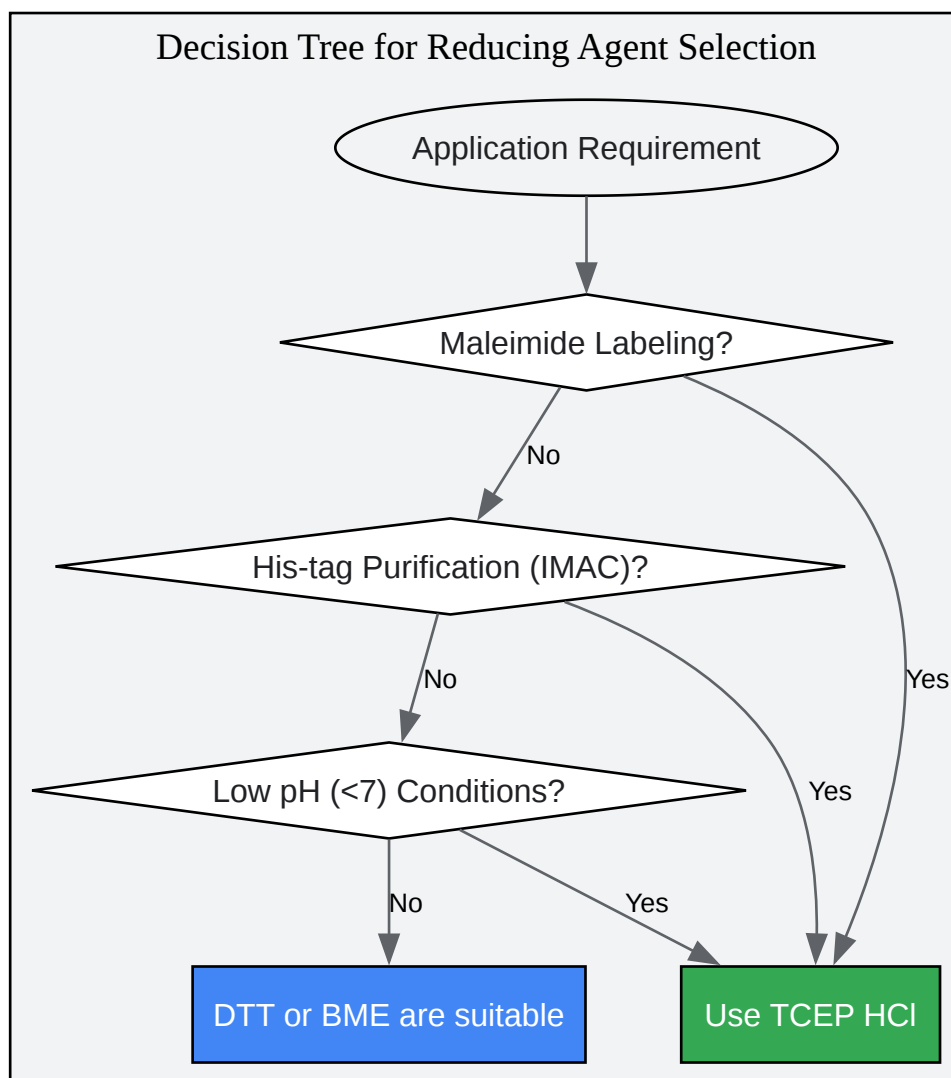 Decision Tree for Reducing Agent Selection
Application Requirement
Maleimide Labeling?
No
His-tag Purification (IMAC)?
No
Yes
Low pH (<7) Conditions?
Yes
No
Yes
DTT or BME are suitable
Use TCEP HCl